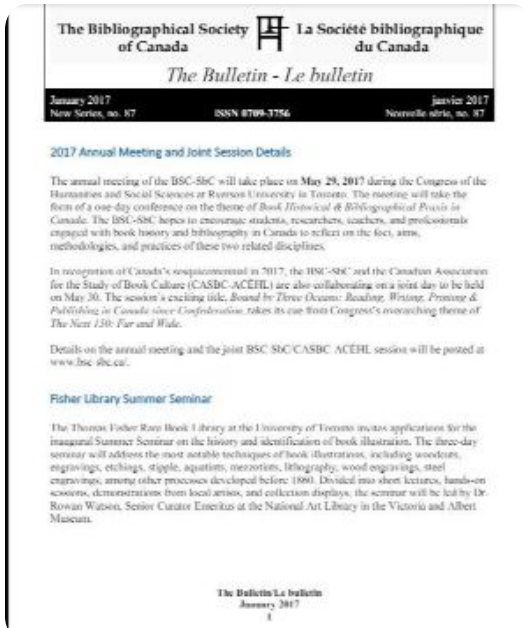 The Bibliographical Society
of Canada
La Société bibliographique
du Canada
The Bulletin - Le bulletin
January 2017
janvier 2017
New Series, no. 87
ISSN 0709-3756
Nouvelle série, no. 87
2017 Annual Meeting and Joint Session Details
The annual meeting of the BSC-SbC will take place on May 29, 2017 during the Congress of the
Humanities and Social Sciences at Ryerson University in Toronto. The meeting will take the
form of a one-day conference on the theme of Book Historical & Bibliographical Praxis in
Canada. The BSC-SbC hopes to encourage students, researchers, teachers, and professionals
engaged with book history and bibliography in Canada to reflect on the foci, aims,
methodologies, and practices of these two related disciplines.
In recognition of Canada's sesquicentennial in 2017, the BSC-SbC and the Canadian Association
for the Study of Book Culture (CASBC-ACÉHL) are also collaborating on a joint day to be held
on May 30. The session's exciting title, Bound by Three Oceans: Reading, Writing, Printing &
Publishing in Canada since Confederation, takes its cue from Congress's overarching theme of
The Next 150: Far and Wide.
Details on the annual meeting and the joint BSC SbC/CASBC ACÉHL session will be posted at
www.bsc-sbc.ca/.
Fisher Library Summer Seminar
The Thomas Fisher Rare Book Library at the University of Toronto invites applications for the
inaugural Summer Seminar on the history and identification of book illustration. The three-day
seminar will address the most notable techniques of book illustrations, including woodcuts,
engravings, etchings, stipple, aquatints, mezzotints, lithography, wood engravings, steel
engravings, among other processes developed before 1860. Divided into short lectures, hands-on
sessions, demonstrations from local artists, and collection displays, the seminar will be led by Dr.
Rowan Watson, Senior Curator Emeritus at the National Art Library in the Victoria and Albert
Museum.
The Bulletin/Le bulletin
January 2017
1